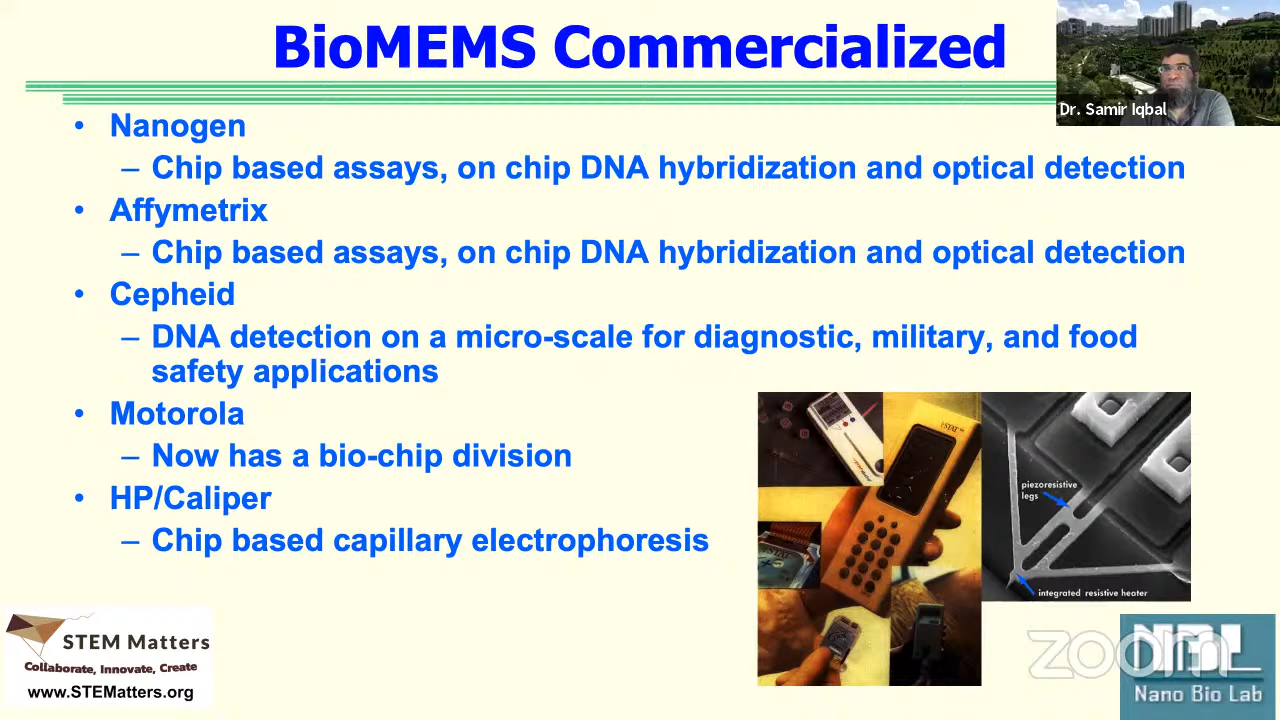 BioMEMS Commercialized
Dr. Samir Iqbal
• Nanogen
– Chip based assays, on chip DNA hybridization and optical detection
• Affymetrix
– Chip based assays, on chip DNA hybridization and optical detection
• Cepheid
– DNA detection on a micro-scale for diagnostic, military, and food
safety applications
• Motorola
– Now has a bio-chip division
• HP/Caliper
– Chip based capillary electrophoresis
i-STAT
piezoresistive
legs
integrated resistive heater
STEM Matters
Collaborate, Innovate, Create
www.STEMatters.org
zoom
NBL
Nano Bio Lab